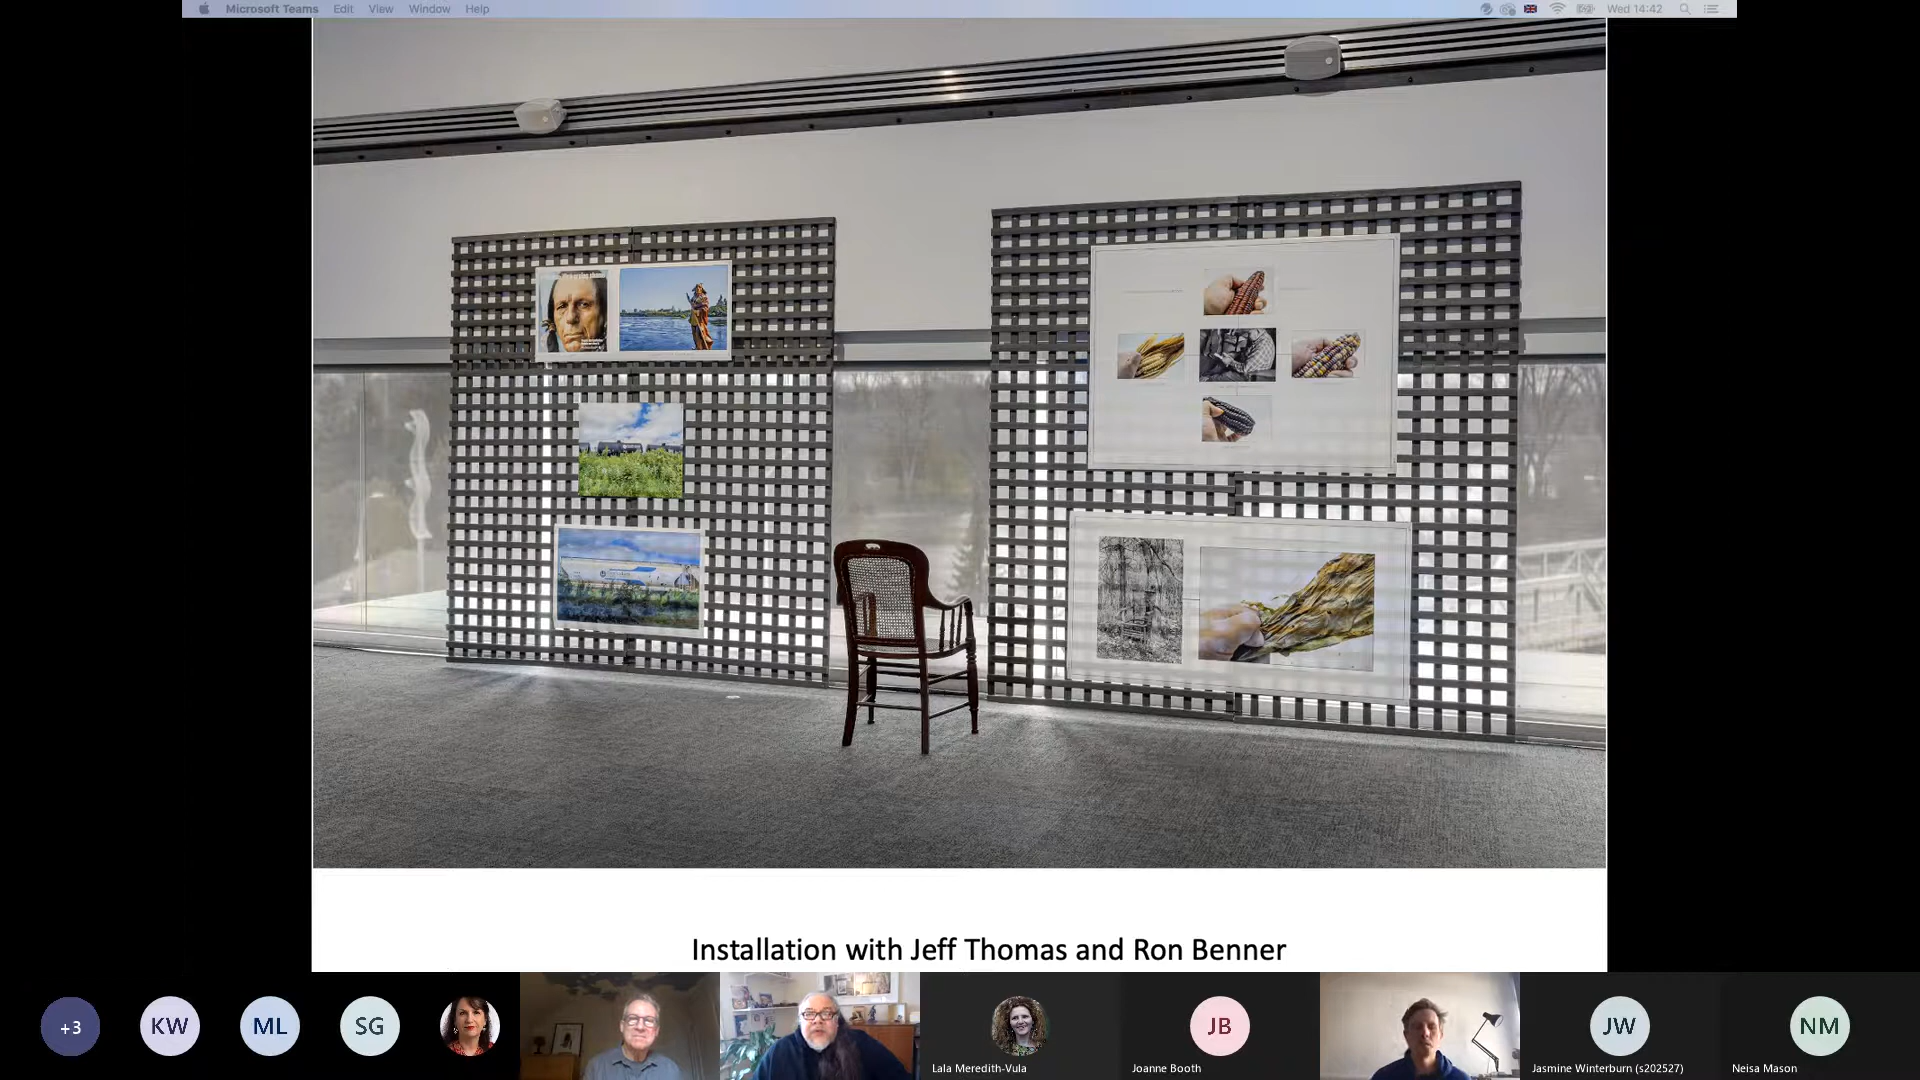 Microsoft Teams Edit View Window Help
Wed 14:42
Installation with Jeff Thomas and Ron Benner
+3
KW
ML
SG
JB
JW
NM
Lala Meredith-Vula
Joanne Booth
Jasmine Winterburn (s202527)
Neisa Mason